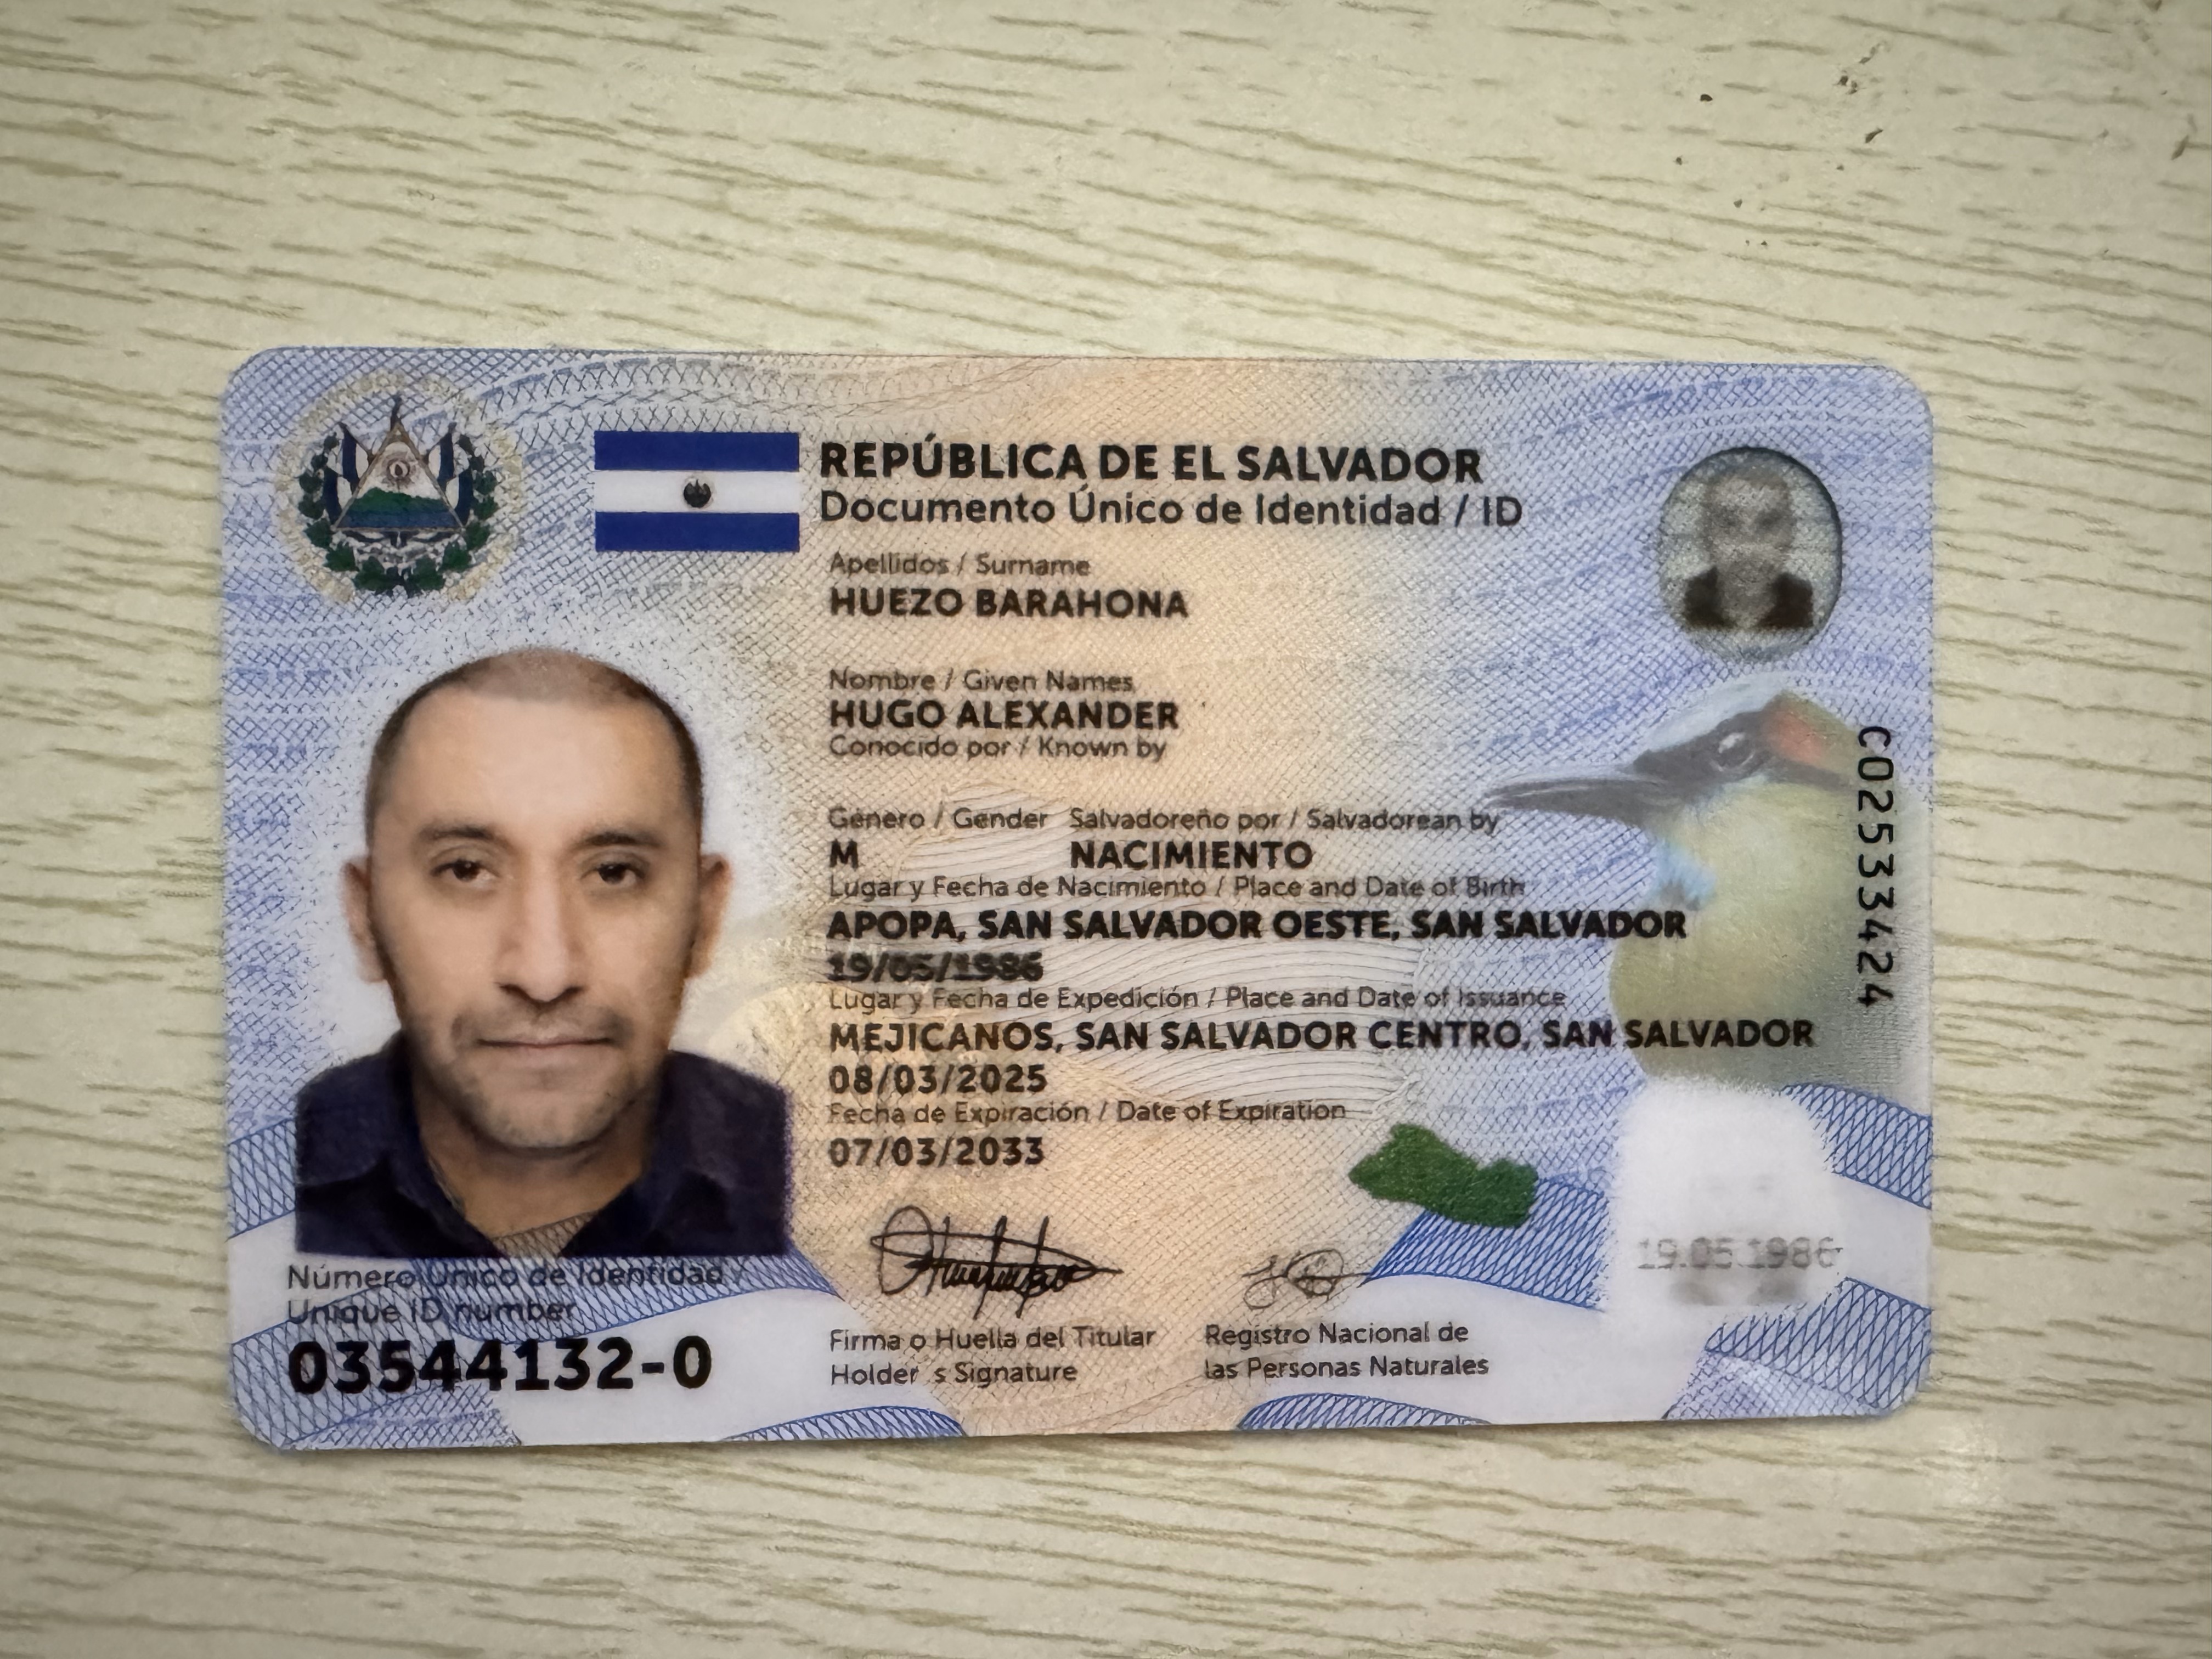 REPÚBLICA DE EL SALVADOR
Documento Único de Identidad / ID
Apellidos / Surname
HUEZO BARAHONA
Nombre / Given Names
HUGO ALEXANDER
Conocido por / Known by
Género / Gender Salvadoreño por / Salvadorean by
M NACIMIENTO
Lugar y Fecha de Nacimiento / Place and Date of Birth
APOPA, SAN SALVADOR OESTE, SAN SALVADOR
19/05/1986
Lugar y Fecha de Expedición / Place and Date of Issuance
MEJICANOS, SAN SALVADOR CENTRO, SAN SALVADOR
08/03/2025
Fecha de Expiración / Date of Expiration
07/03/2033
C02533424
19.05.1986
Número Único de Identidad /
Unique ID number
03544132-0
Firma o Huella del Titular
Holder s Signature
Registro Nacional de
las Personas Naturales